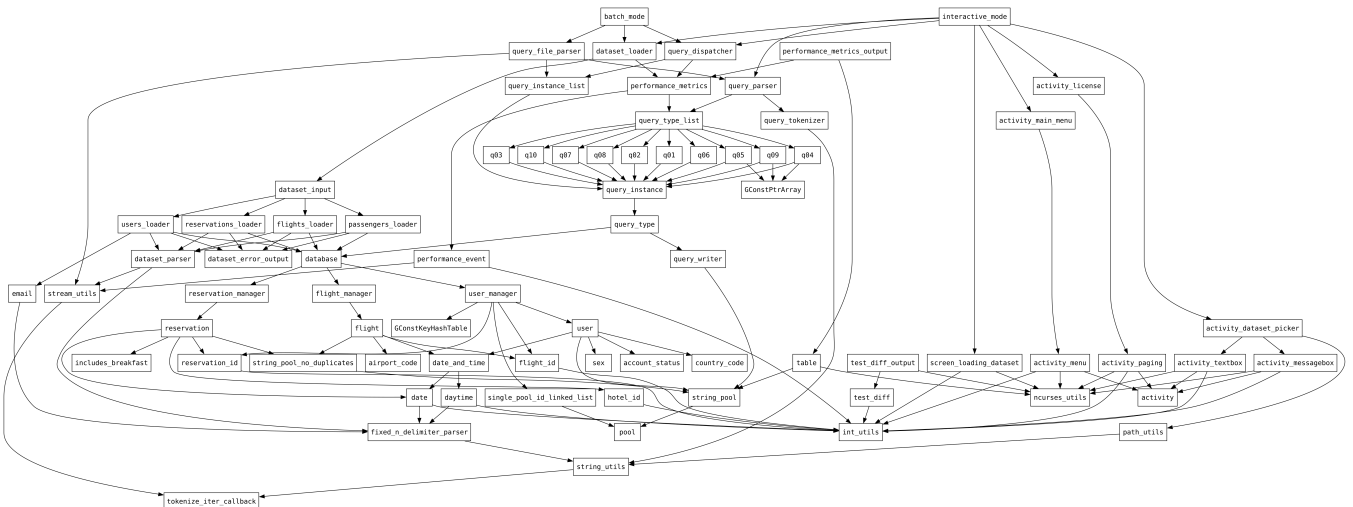 batch_mode
interactive_mode
query_file_parser
dataset_loader
query_dispatcher
performance_metrics_output
query_instance_list
performance_metrics
query_parser
activity_license
query_type_list
query_tokenizer
activity_main_menu
q03
q10
q07
q08
q02
q01
q06
q05
q09
q04
dataset_input
query_instance
GConstPtrArray
users_loader
reservations_loader
flights_loader
passengers_loader
query_type
dataset_parser
dataset_error_output
database
performance_event
query_writer
email
stream_utils
reservation_manager
flight_manager
user_manager
reservation
flight
GConstKeyHashTable
user
activity_dataset_picker
includes_breakfast
reservation_id
string_pool_no_duplicates
airport_code
date_and_time
flight_id
sex
account_status
country_code
table
test_diff_output
screen_loading_dataset
activity_menu
activity_paging
activity_textbox
activity_messagebox
date
daytime
single_pool_id_linked_list
hotel_id
string_pool
test_diff
ncurses_utils
activity
fixed_n_delimiter_parser
pool
int_utils
path_utils
string_utils
tokenize_iter_callback